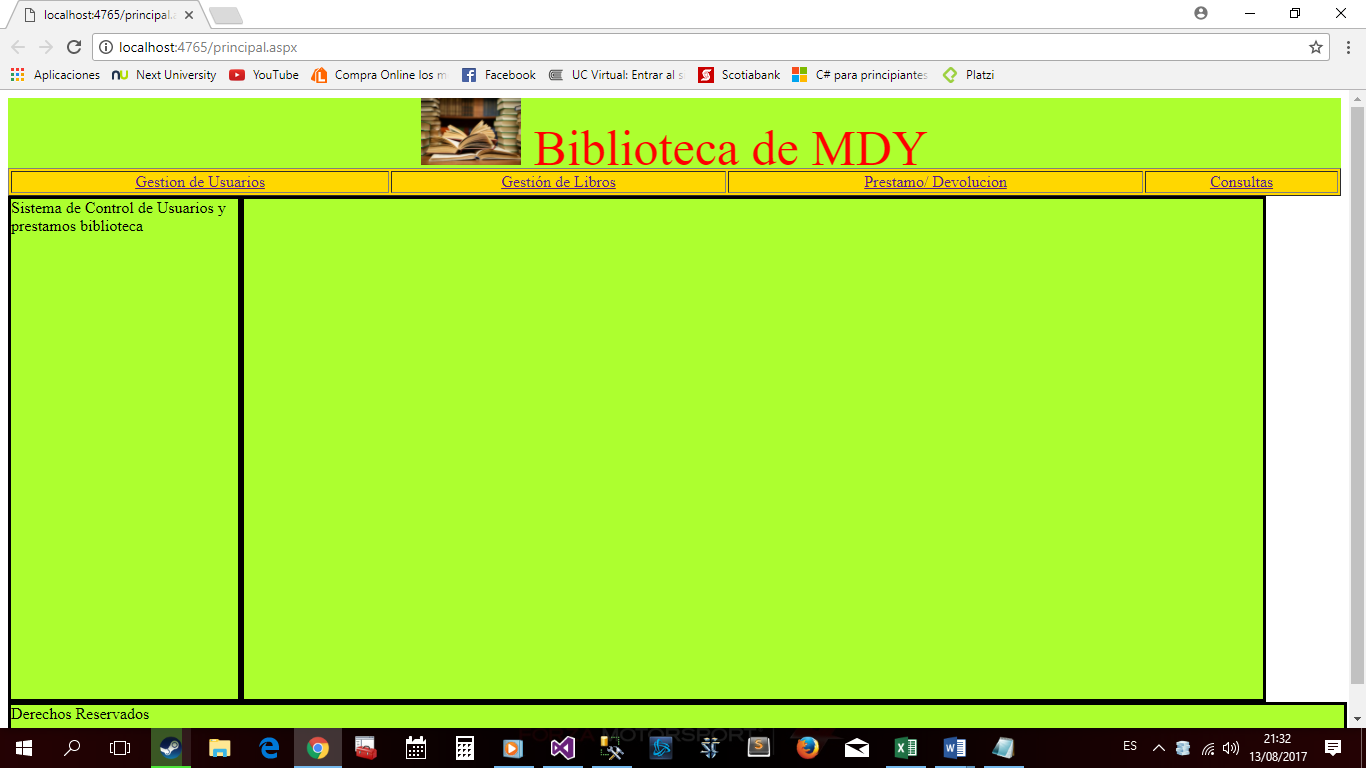 localhost:4765/principal.a
localhost:4765/principal.aspx
Aplicaciones Next University YouTube Compra Online los m Facebook UC Virtual: Entrar al s Scotiabank C# para principiantes Platzi
Biblioteca de MDY
Gestion de Usuarios Gestión de Libros Prestamo/ Devolucion Consultas
Sistema de Control de Usuarios y
prestamos biblioteca
Derechos Reservados
MOTORSPORT
ES 21:32
13/08/2017